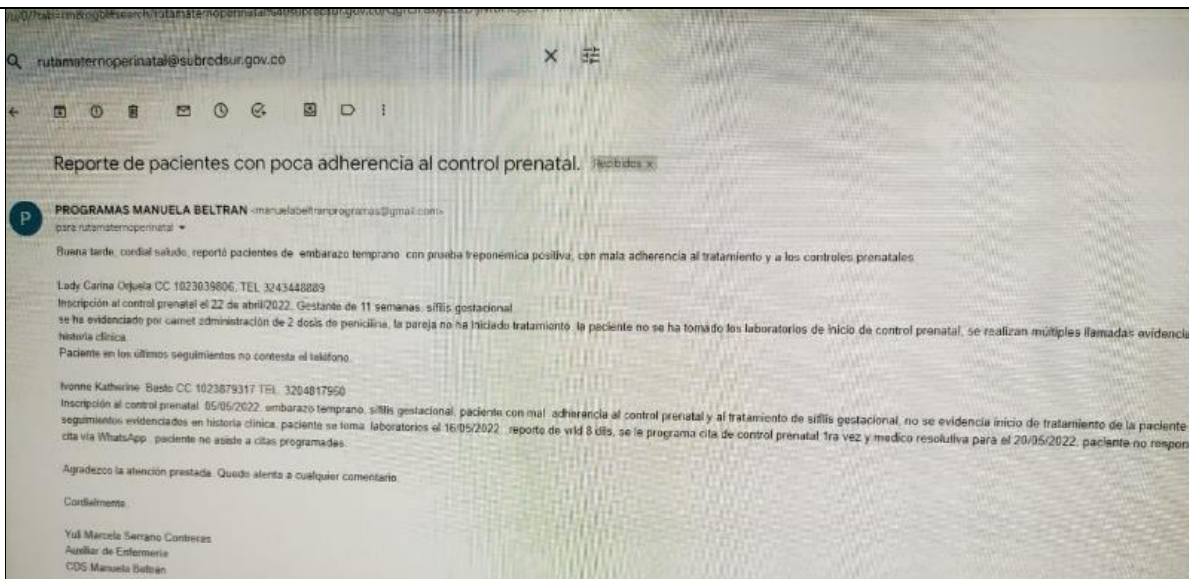 rutamaternoperinatal@subredsur.gov.co
Reporte de pacientes con poca adherencia al control prenatal. Recibidos x
P
PROGRAMAS MANUELA BELTRAN <manuelabeltranprogramas@gmail.com>
para rutamaternoperinatal
Buena tarde, cordial saludo, reporto pacientes de embarazo temprano con prueba treponémica positiva, con mala adherencia al tratamiento y a los controles prenatales
Lady Carina Orjuela CC 1023039806, TEL 3243448889
Inscripción al control prenatal el 22 de abril/2022, Gestante de 11 semanas, sífilis gestacional
se ha evidenciado por carnet administración de 2 dosis de penicilina, la pareja no ha iniciado tratamiento, la paciente no se ha tomado los laboratorios de inicio de control prenatal, se realizan múltiples llamadas evidencia
historia clínica.
Paciente en los últimos seguimientos no contesta el teléfono.
Ivonne Katherine Basto CC 1023879317 TEL. 3204817960
Inscripción al control prenatal 05/05/2022, embarazo temprano, sífilis gestacional, paciente con mal adherencia al control prenatal y al tratamiento de sífilis gestacional, no se evidencia inicio de tratamiento de la paciente
seguimientos evidenciados en historia clínica, paciente se toma laboratorios el 16/05/2022, reporte de vrld 8 dils, se le programa cita de control prenatal 1ra vez y medico resolutiva para el 20/05/2022, paciente no respon
cita vía WhatsApp, paciente no asiste a citas programadas.
Agradezco la atención prestada. Quedo atenta a cualquier comentario.
Cordialmente.
Yuli Marcela Serrano Contreras
Auxiliar de Enfermería
CDS Manuela Beltran